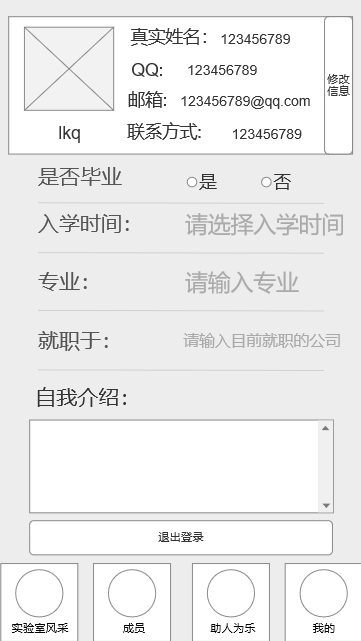 真实姓名： 123456789
QQ: 123456789
修改
信息
邮箱: 123456789@qq.com
lkq 联系方式: 123456789
是否毕业 是 否
入学时间： 请选择入学时间
专业： 请输入专业
就职于： 请输入目前就职的公司
自我介绍：
退出登录
实验室风采 成员 助人为乐 我的